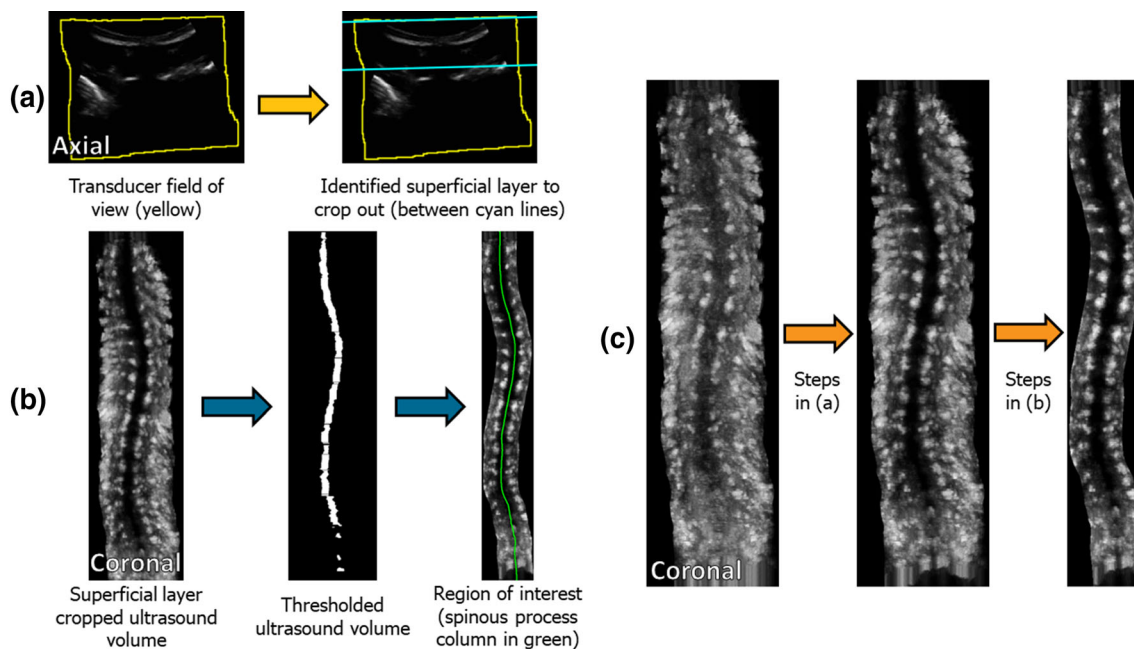 (a)
Axial
Transducer field of
view (yellow)
Identified superficial layer to
crop out (between cyan lines)
(b)
Coronal
Superficial layer
cropped ultrasound
volume
Thresholded
ultrasound volume
Region of interest
(spinous process
column in green)
(c)
Coronal
Steps
in (a)
Steps
in (b)